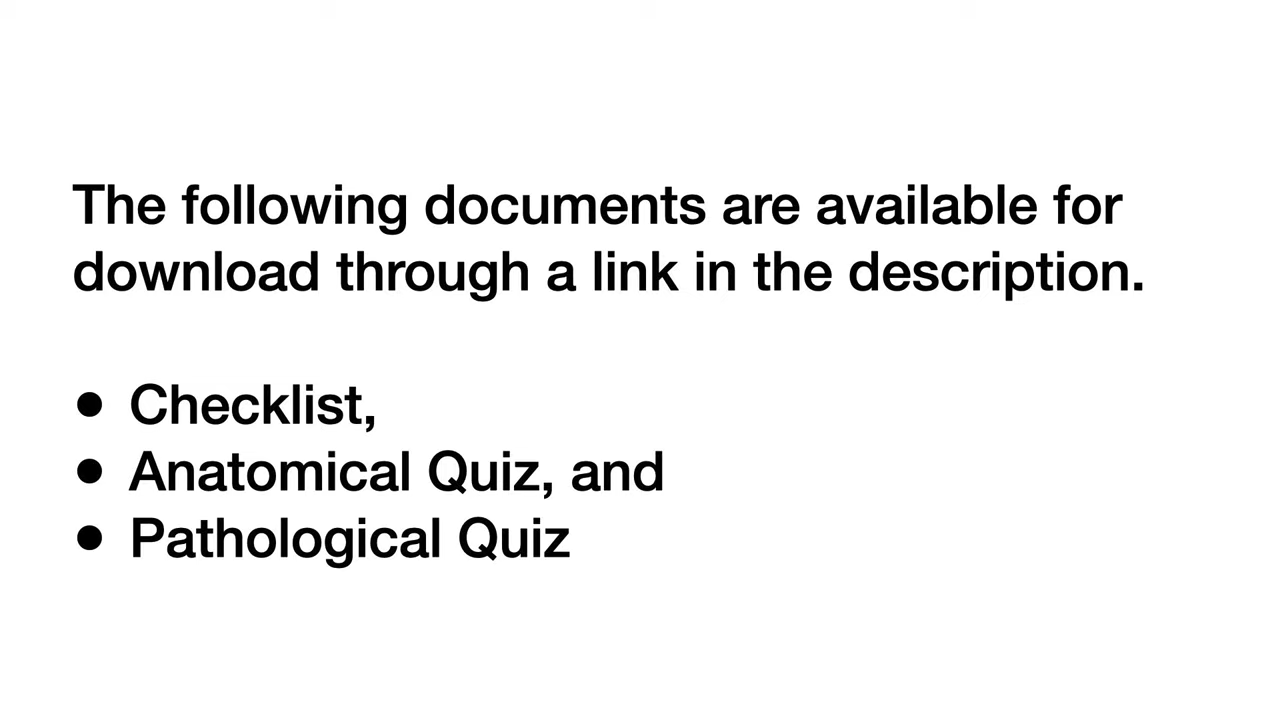 The following documents are available for
download through a link in the description.
● Checklist,
● Anatomical Quiz, and
● Pathological Quiz